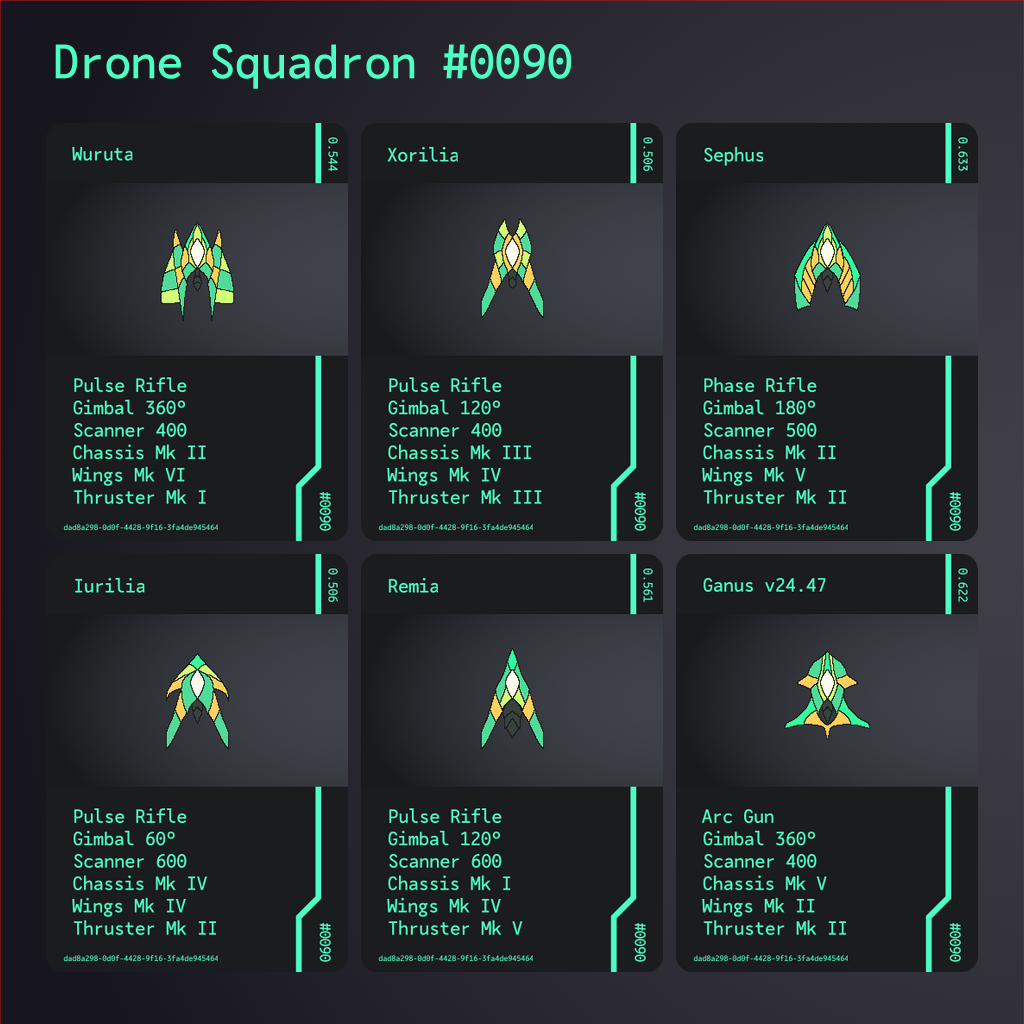 Drone Squadron #0090
Wuruta
0.544
Pulse Rifle
Gimbal 360º
Scanner 400
Chassis Mk II
Wings Mk VI
Thruster Mk I
#0090
dad8a298-0d0f-4428-9f16-3fa4de945464
Xorilia
0.506
Pulse Rifle
Gimbal 120º
Scanner 400
Chassis Mk III
Wings Mk IV
Thruster Mk III
#0090
dad8a298-0d0f-4428-9f16-3fa4de945464
Sephus
0.633
Phase Rifle
Gimbal 180º
Scanner 500
Chassis Mk II
Wings Mk V
Thruster Mk II
#0090
dad8a298-0d0f-4428-9f16-3fa4de945464
Iurilia
0.506
Pulse Rifle
Gimbal 60º
Scanner 600
Chassis Mk IV
Wings Mk IV
Thruster Mk II
#0090
dad8a298-0d0f-4428-9f16-3fa4de945464
Remia
0.561
Pulse Rifle
Gimbal 120º
Scanner 600
Chassis Mk I
Wings Mk IV
Thruster Mk V
#0090
dad8a298-0d0f-4428-9f16-3fa4de945464
Ganus v24.47
0.622
Arc Gun
Gimbal 360º
Scanner 400
Chassis Mk V
Wings Mk II
Thruster Mk II
#0090
dad8a298-0d0f-4428-9f16-3fa4de945464